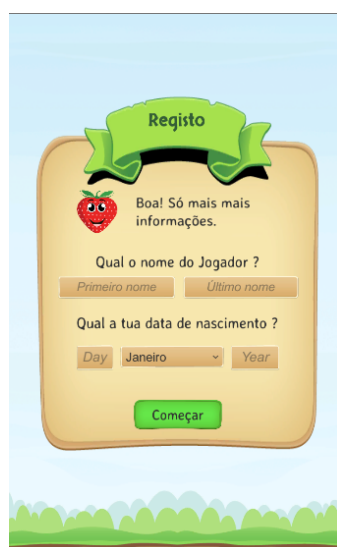 Registo
Boa! Só mais mais
informações.
Qual o nome do Jogador ?
Primeiro nome Último nome
Qual a tua data de nascimento ?
Day Janeiro Year
Começar